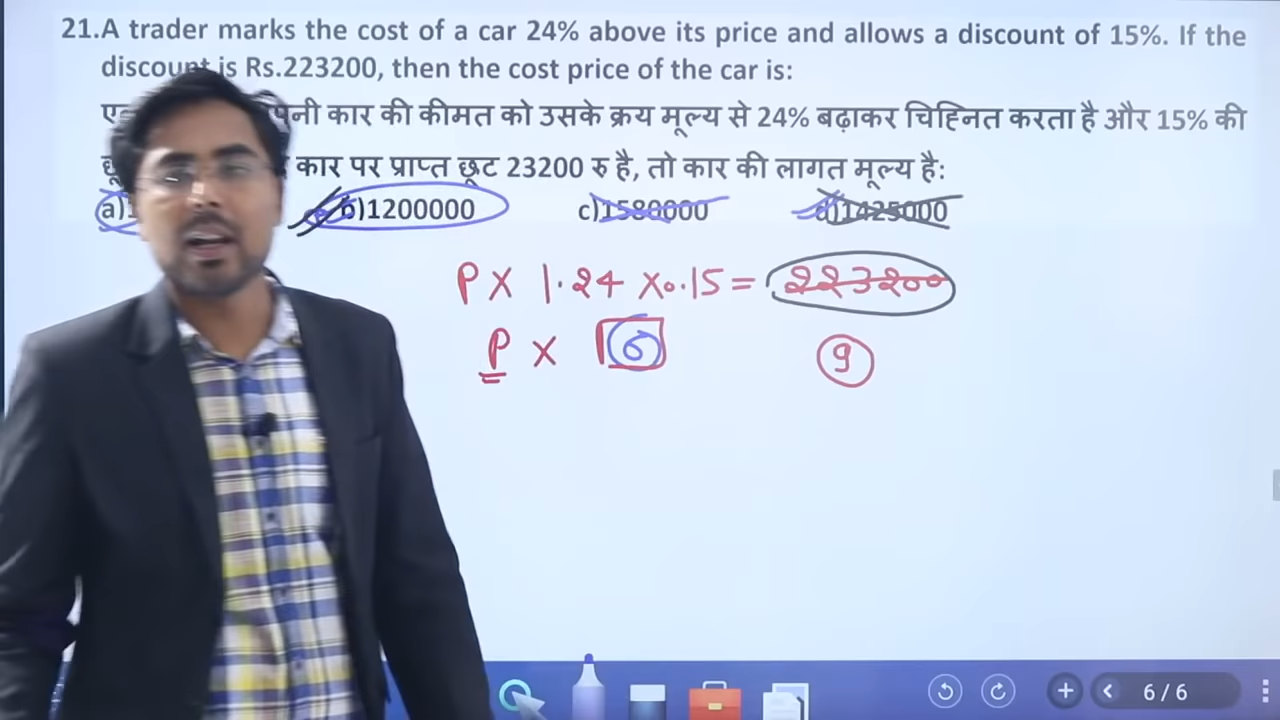 21.A trader marks the cost of a car 24% above its price and allows a discount of 15%. If the
discount is Rs.223200, then the cost price of the car is:
कार की कीमत को उसके क्रय मूल्य से 24% बढ़ाकर चिह्नित करता है और 15% की
कार पर प्राप्त छूट 23200 रु है, तो कार की लागत मूल्य है:
a) b)1200000 c)1580000 d)1425000
P X 1.24 X0.15 = 223200
P X 6 9
6 / 6